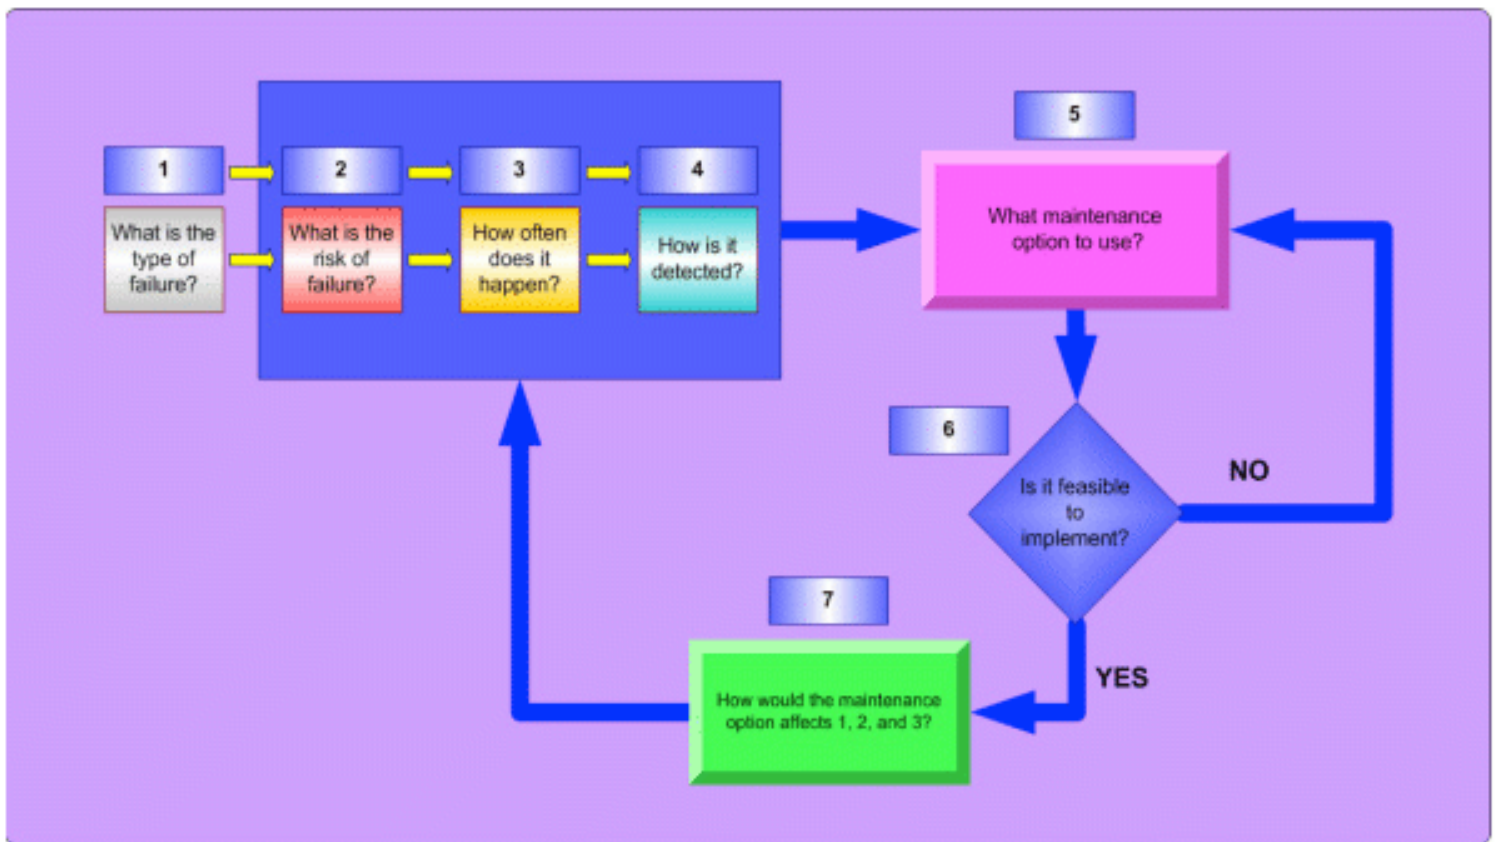 1
What is the
type of
failure?
2
What is the
risk of
failure?
3
How often
does it
happen?
4
How is it
detected?
5
What maintenance
option to use?
6
Is it feasible
to
implement?
NO
YES
7
How would the maintenance
option affects 1, 2, and 3?